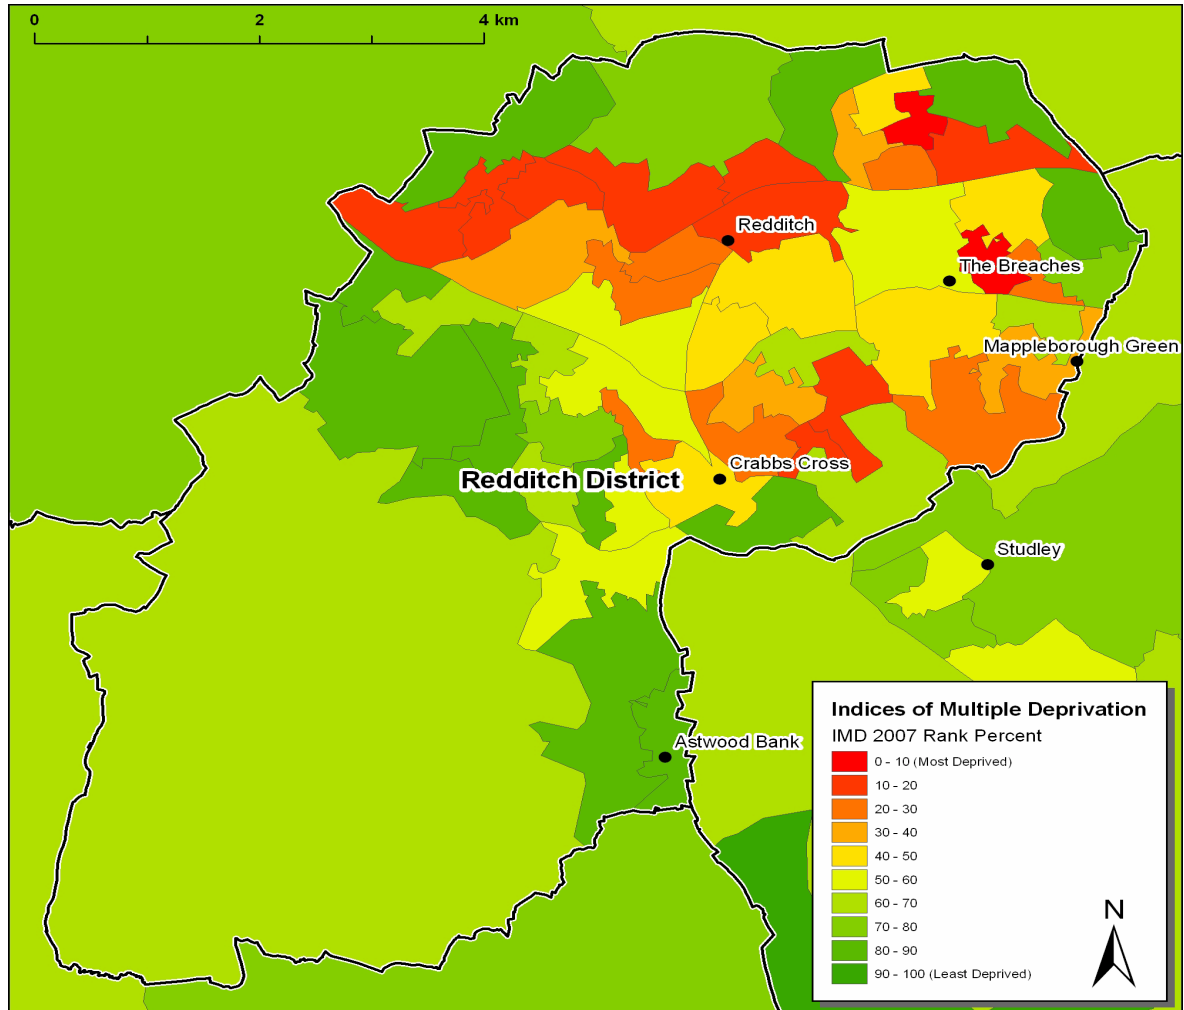 0 2 4 km
Redditch
The Breaches
Mappleborough Green
Crabbs Cross
Redditch District
Studley
Astwood Bank
Indices of Multiple Deprivation
IMD 2007 Rank Percent
0 - 10 (Most Deprived)
10 - 20
20 - 30
30 - 40
40 - 50
50 - 60
60 - 70
70 - 80
80 - 90
90 - 100 (Least Deprived)
N